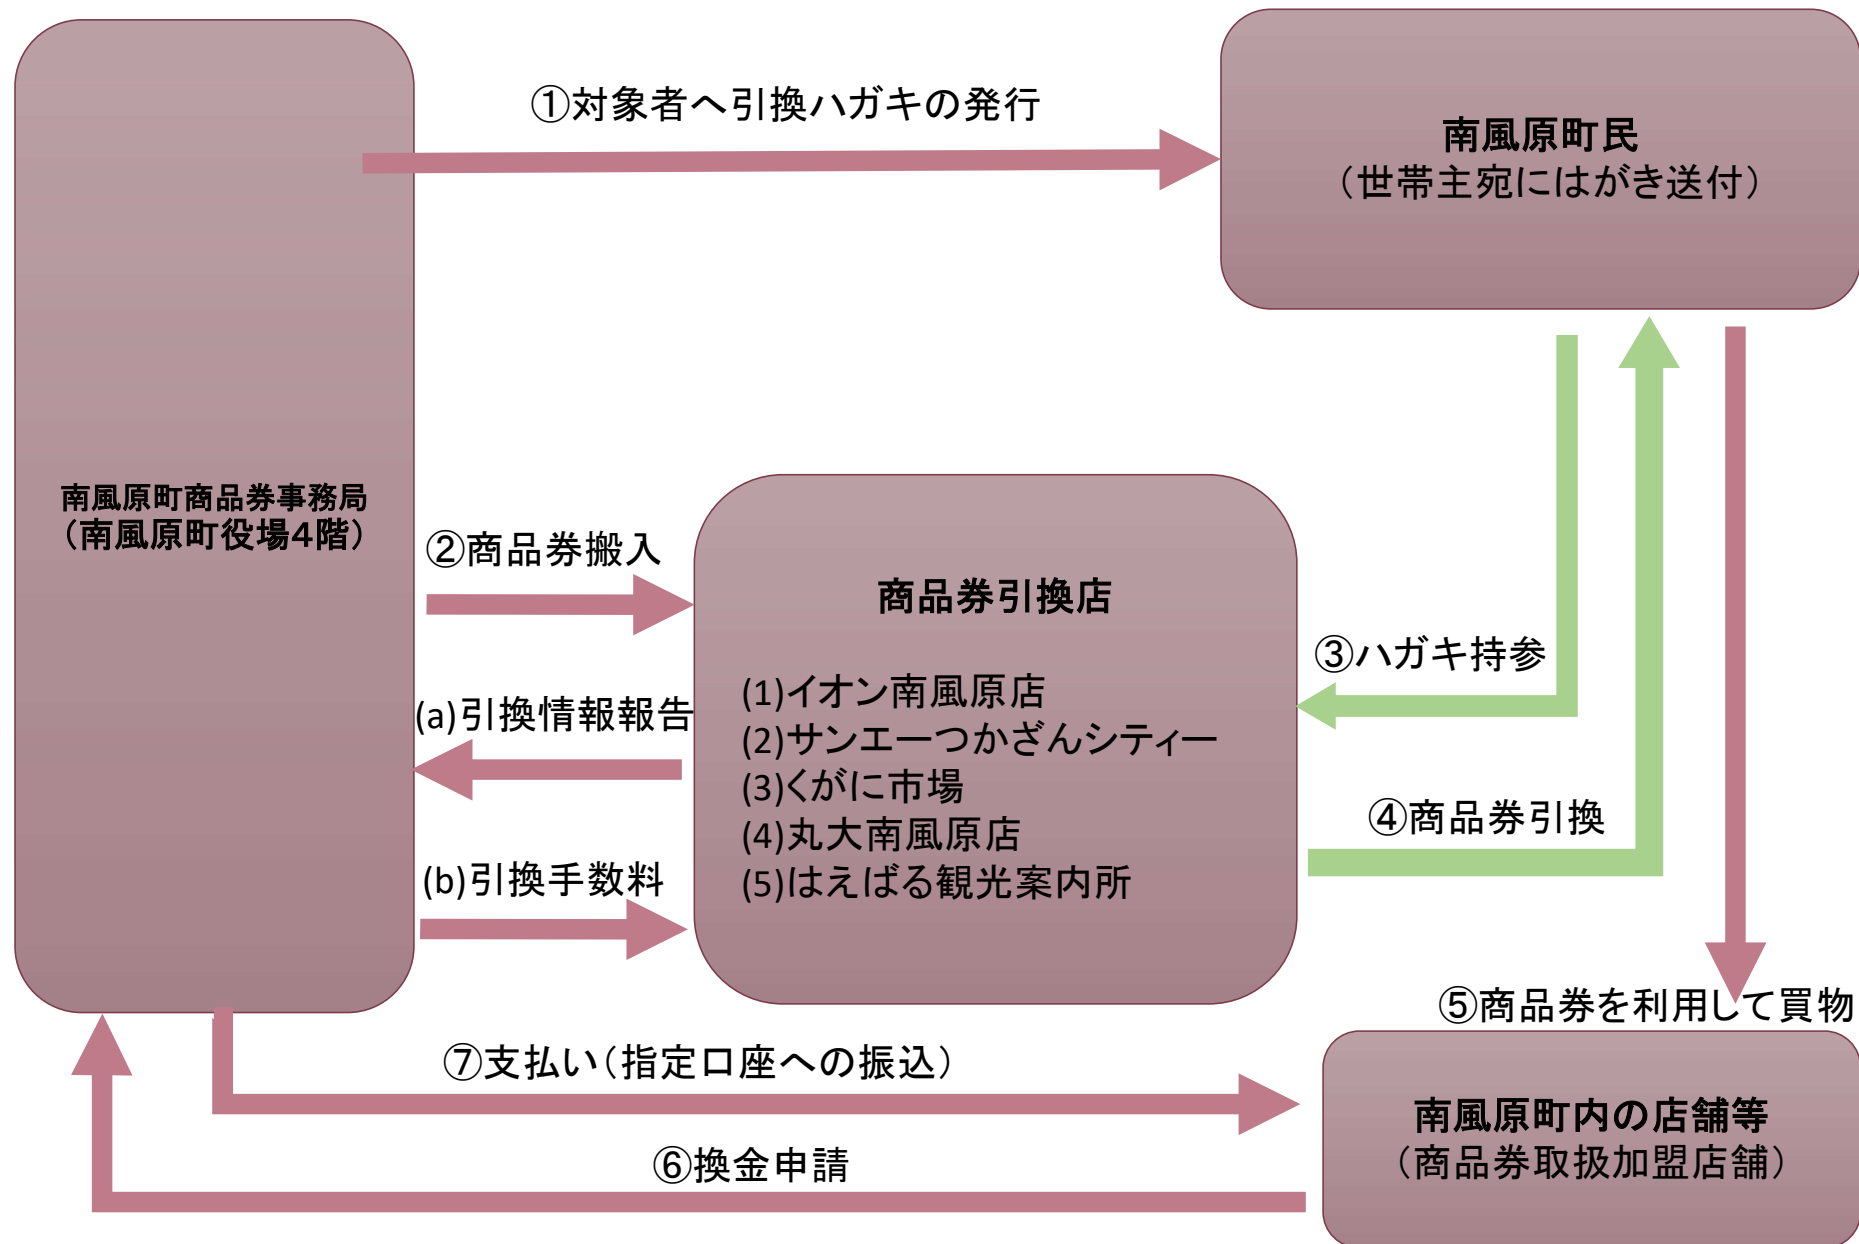 ①対象者へ引換ハガキの発行
南風原町民
（世帯主宛にはがき送付）
南風原町商品券事務局
（南風原町役場4階）
②商品券搬入
商品券引換店
(1)イオン南風原店
(2)サンエーつかざんシティー
(3)くがに市場
(4)丸大南風原店
(5)はえばる観光案内所
(a)引換情報報告
(b)引換手数料
③ハガキ持参
④商品券引換
⑤商品券を利用して買物
⑦支払い（指定口座への振込）
⑥換金申請
南風原町内の店舗等
（商品券取扱加盟店舗）